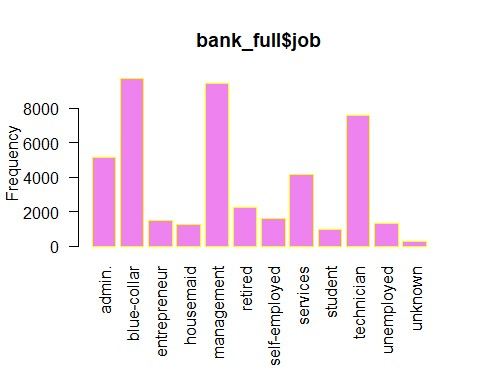 bank_full$job
Frequency
8000
6000
4000
2000
0
admin.
blue-collar
entrepreneur
housemaid
management
retired
self-employed
services
student
technician
unemployed
unknown